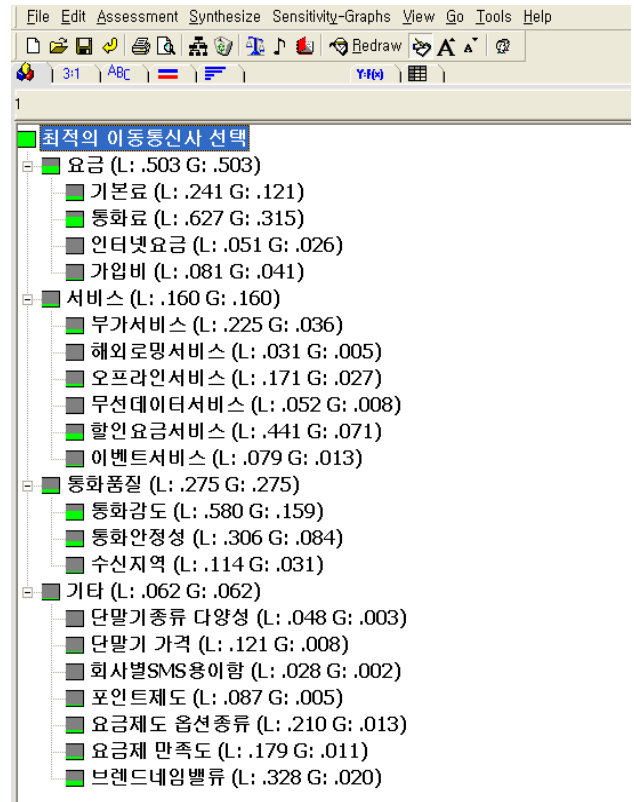 File Edit Assessment Synthesize Sensitivity-Graphs View Go Tools Help
Redraw A A
3:1 ABC Y=F(x)
1
최적의 이동통신사 선택
요금 (L: .503 G: .503)
기본료 (L: .241 G: .121)
통화료 (L: .627 G: .315)
인터넷요금 (L: .051 G: .026)
가입비 (L: .081 G: .041)
서비스 (L: .160 G: .160)
부가서비스 (L: .225 G: .036)
해외로밍서비스 (L: .031 G: .005)
오프라인서비스 (L: .171 G: .027)
무선데이터서비스 (L: .052 G: .008)
할인요금서비스 (L: .441 G: .071)
이벤트서비스 (L: .079 G: .013)
통화품질 (L: .275 G: .275)
통화감도 (L: .580 G: .159)
통화안정성 (L: .306 G: .084)
수신지역 (L: .114 G: .031)
기타 (L: .062 G: .062)
단말기종류 다양성 (L: .048 G: .003)
단말기 가격 (L: .121 G: .008)
회사별SMS용이함 (L: .028 G: .002)
포인트제도 (L: .087 G: .005)
요금제도 옵션종류 (L: .210 G: .013)
요금제 만족도 (L: .179 G: .011)
브렌드네임밸류 (L: .328 G: .020)